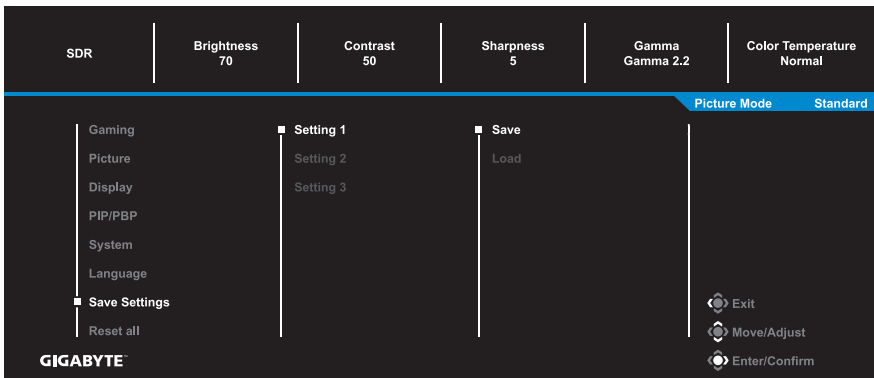 SDR
Brightness
70
Contrast
50
Sharpness
5
Gamma
Gamma 2.2
Color Temperature
Normal
Picture Mode Standard
Gaming
Picture
Display
PIP/PBP
System
Language
Save Settings
Reset all
Setting 1
Setting 2
Setting 3
Save
Load
Exit
Move/Adjust
Enter/Confirm
GIGABYTE™